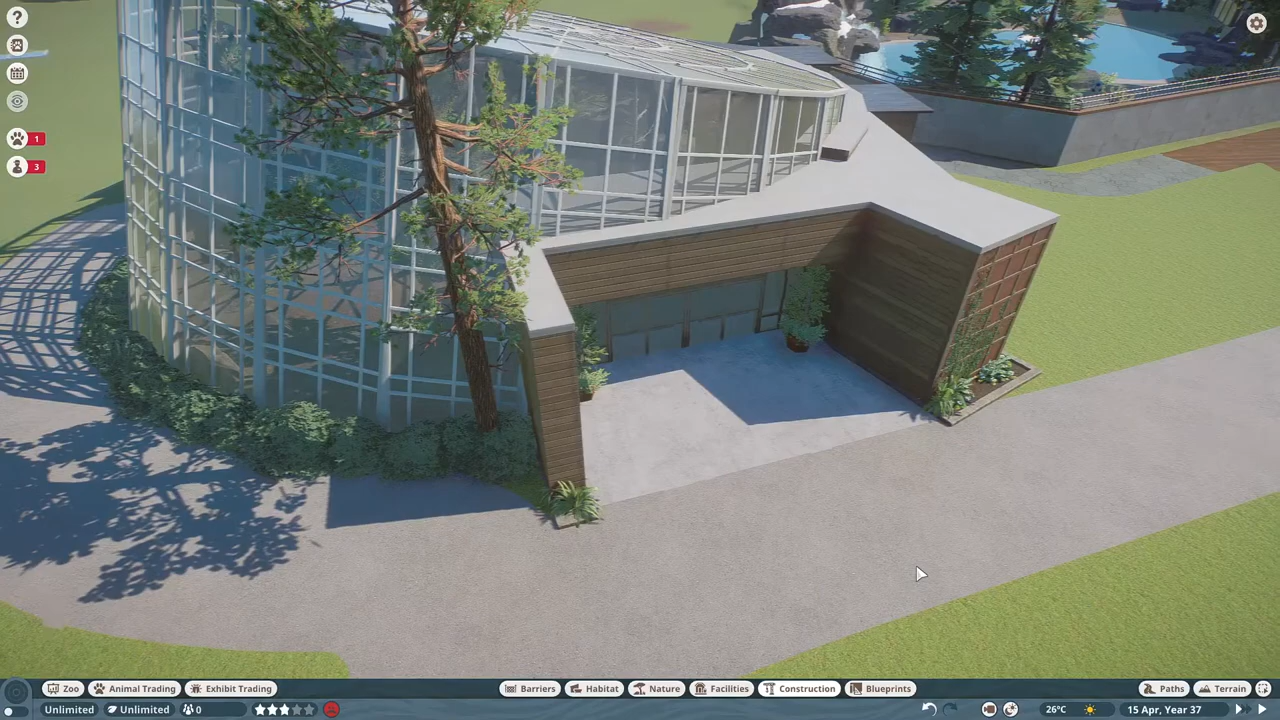 ?
1
3
Zoo Animal Trading Exhibit Trading Barriers Habitat Nature Facilities Construction Blueprints Paths Terrain
Unlimited Unlimited 0 26°C 15 Apr, Year 37